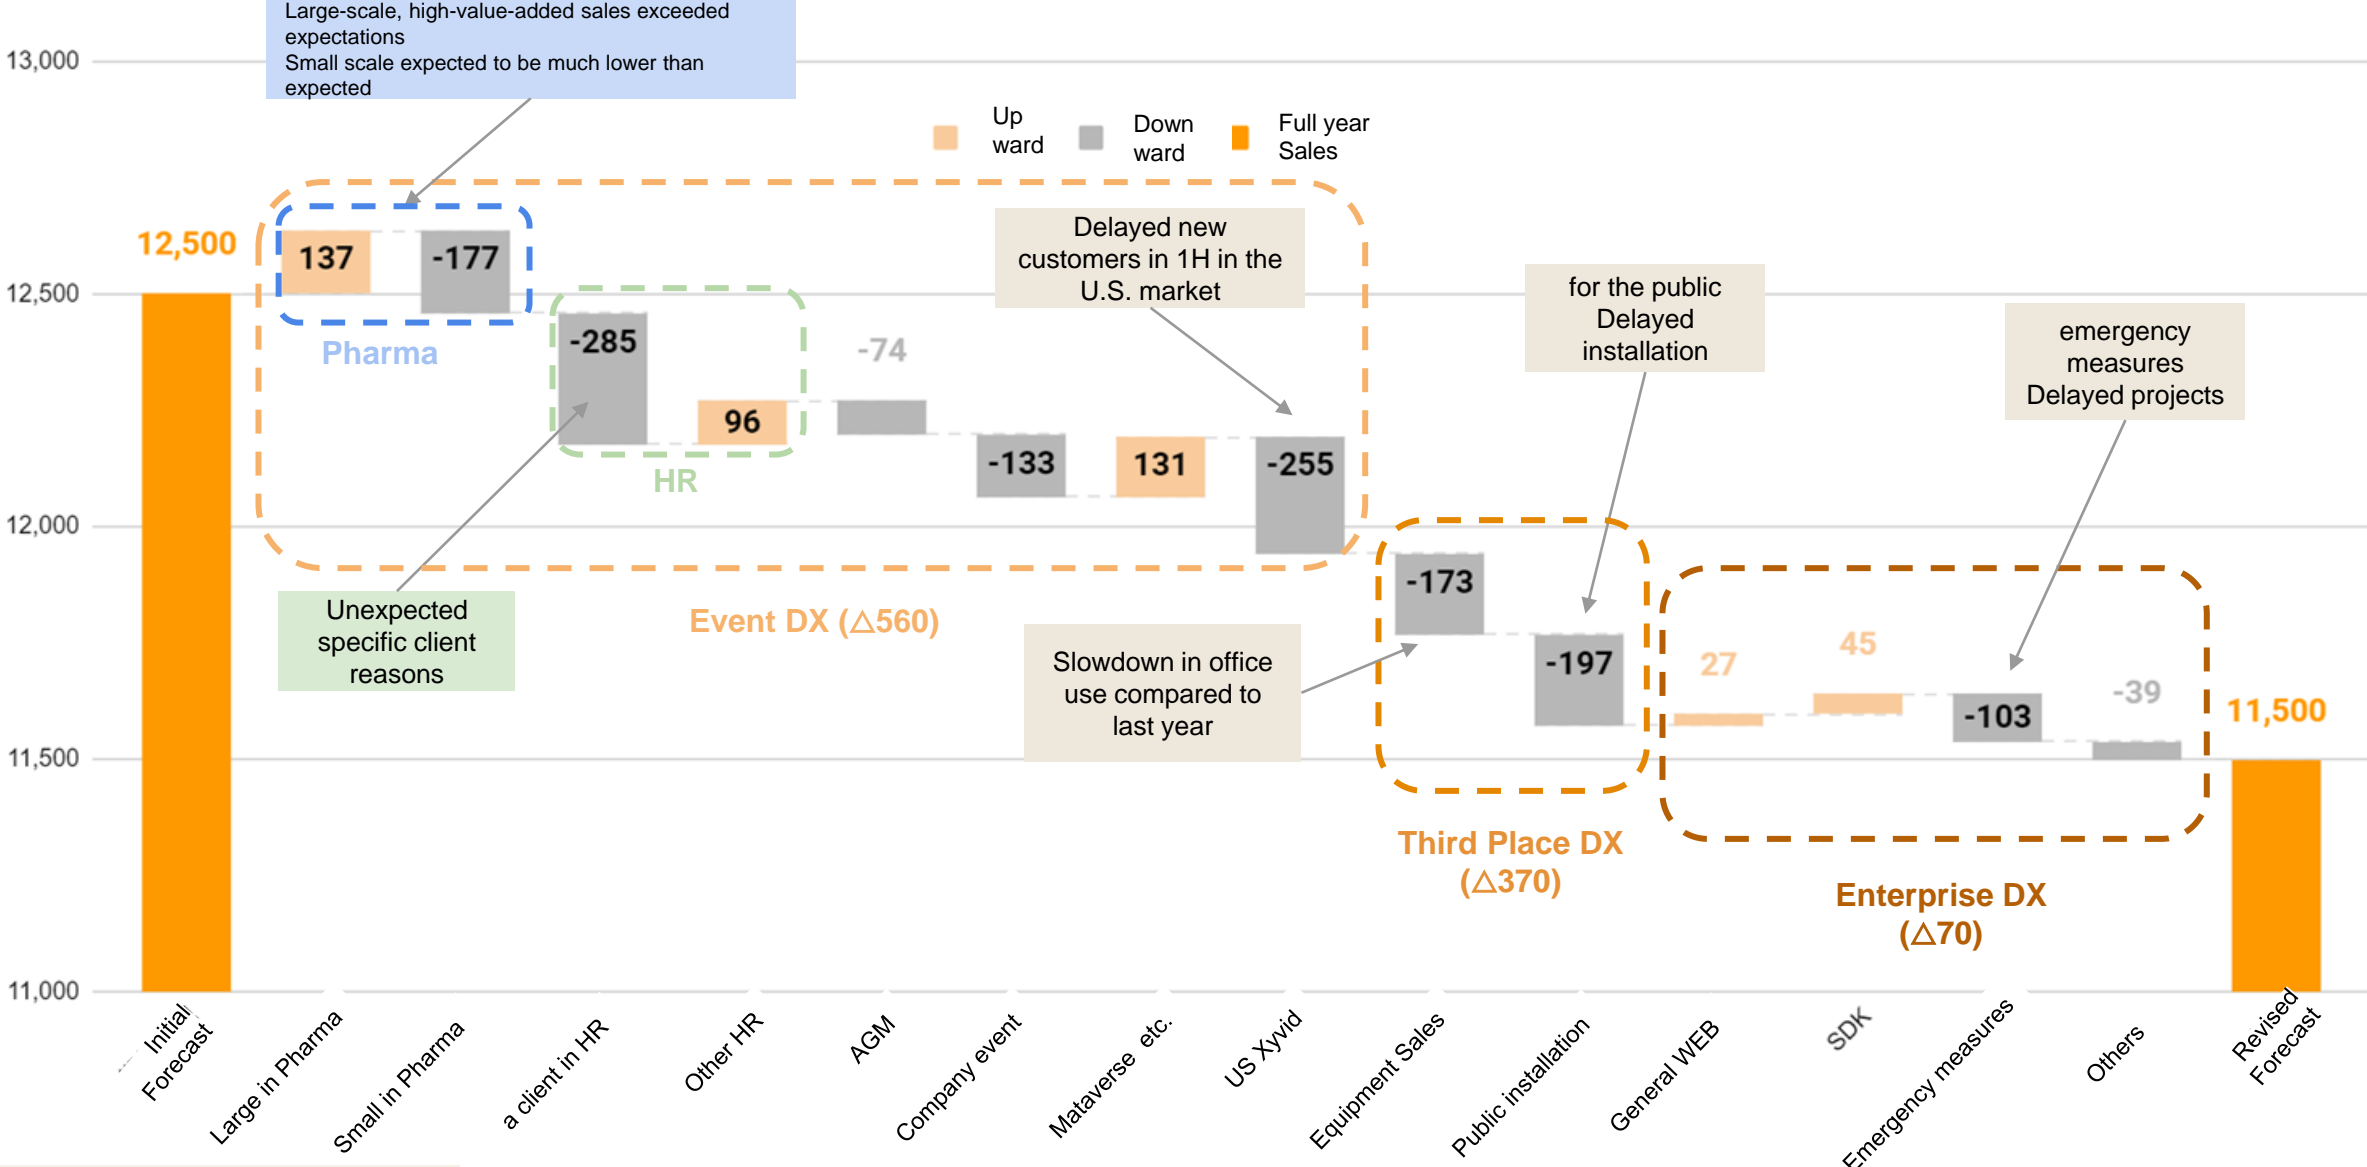 Large-scale, high-value-added sales exceeded
expectations
Small scale expected to be much lower than
expected
13,000
Up
ward
Down
ward
Full year
Sales
12,500
137
-177
Delayed new
customers in 1H in the
U.S. market
for the public
Delayed
installation
12,500
emergency
measures
Delayed projects
Pharma
-285
-74
96
HR
-133
131
-255
12,000
-173
Unexpected
specific client
reasons
Event DX (△560)
Slowdown in office
use compared to
last year
-197
27
45
-103
-39
11,500
11,500
Third Place DX
(△370)
Enterprise DX
(△70)
11,000
Initial
Forecast
Large in Pharma
Small in Pharma
a client in HR
Other HR
AGM
Company event
Mataverse etc.
US Xyvid
Equipment Sales
Public installation
General WEB
SDK
Emergency measures
Others
Revised
Forecast